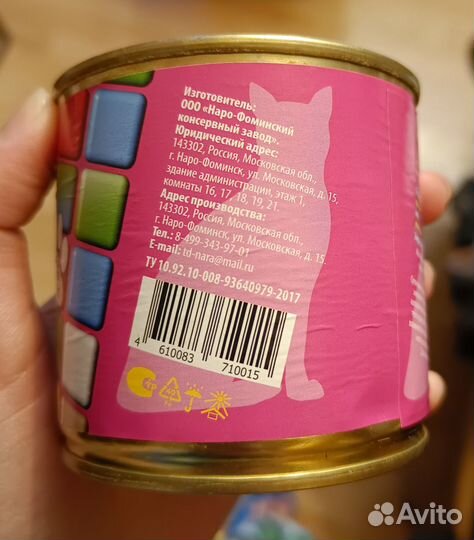 Изготовитель:
ООО «Наро-Фоминский
консервный завод».
Юридический адрес:
143302, Россия, Московская обл.,
г. Наро-Фоминск, ул. Московская, д. 15,
здание администрации, этаж 1,
комнаты 16, 17, 18, 19, 21.
Адрес производства:
143302, Россия, Московская обл.,
г. Наро-Фоминск, ул. Московская, д. 15
Тел.: 8-499-343-97-01
E-mail: td-nara@mail.ru
ТУ 10.92.10-008-93640979-2017
4 610083 710015
Avito